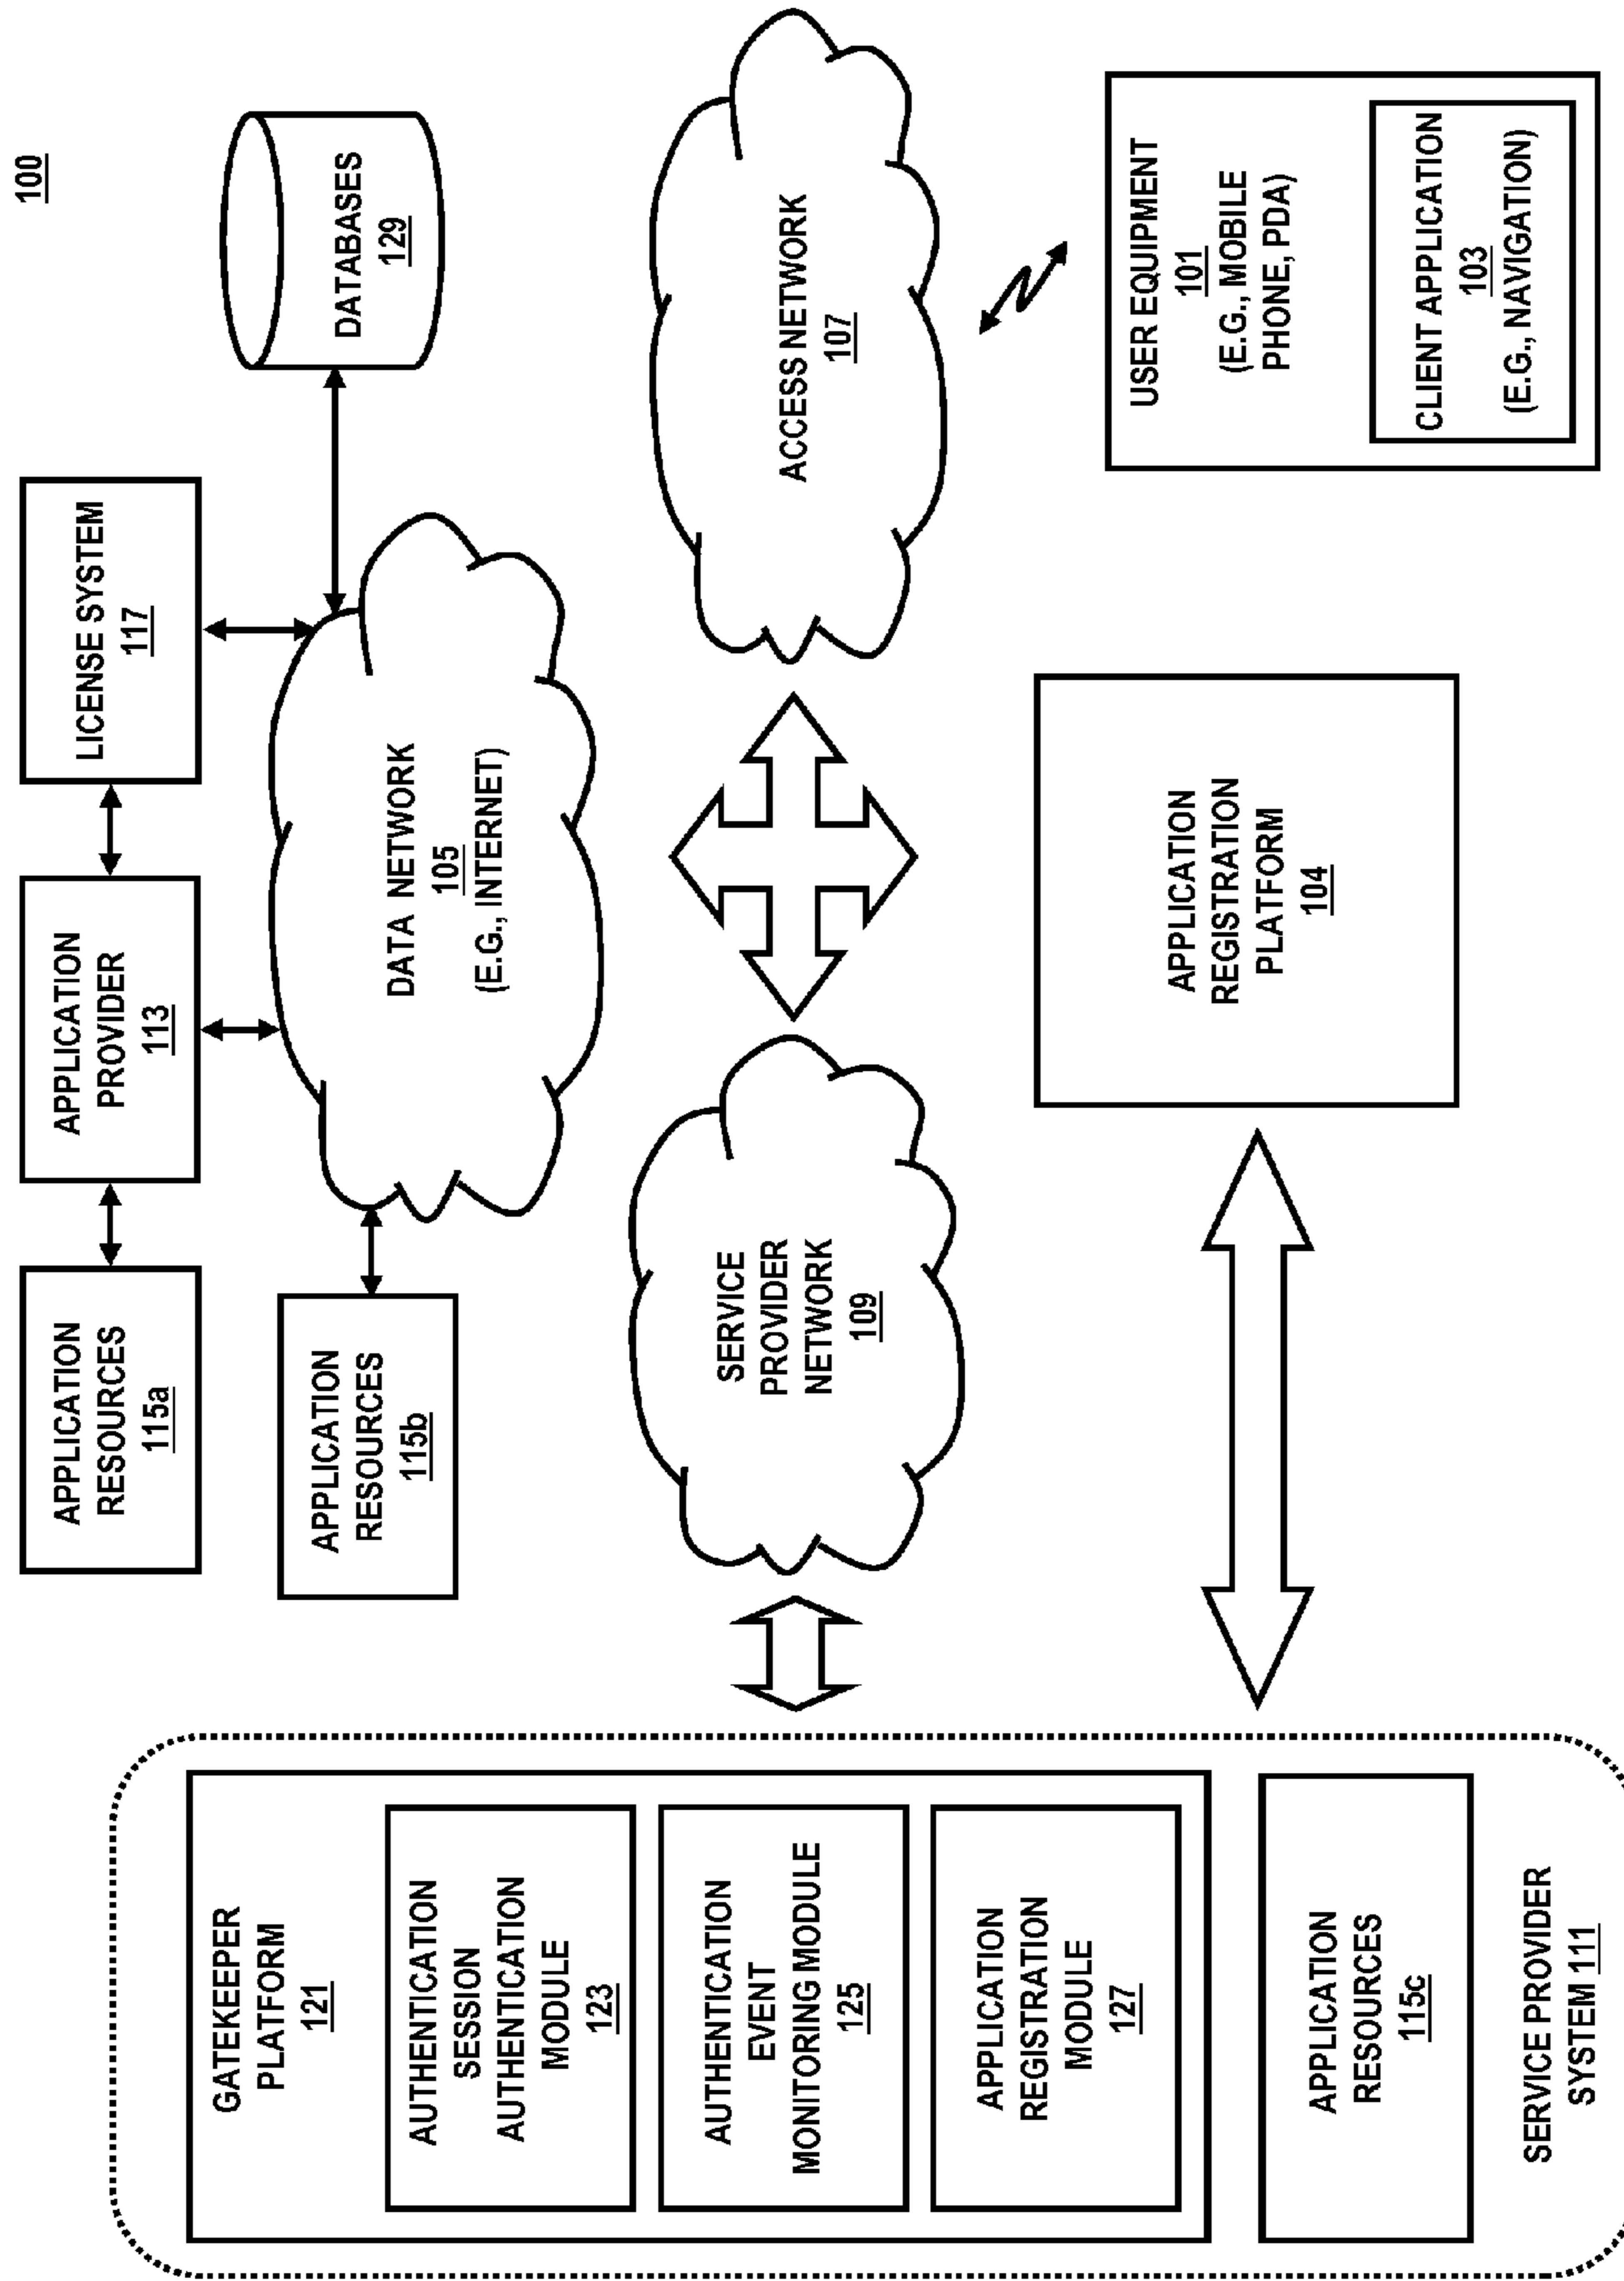 100
APPLICATION
RESOURCES
115a
APPLICATION
PROVIDER
113
LICENSE SYSTEM
117
DATABASES
129
APPLICATION
RESOURCES
115b
DATA NETWORK
105
(E.G., INTERNET)
GATEKEEPER
PLATFORM
121
AUTHENTICATION
SESSION
AUTHENTICATION
MODULE
123
AUTHENTICATION
EVENT
MONITORING MODULE
125
APPLICATION
REGISTRATION
MODULE
127
APPLICATION
RESOURCES
115c
SERVICE PROVIDER
SYSTEM 111
SERVICE
PROVIDER
NETWORK
109
ACCESS NETWORK
107
APPLICATION
REGISTRATION
PLATFORM
104
USER EQUIPMENT
101
(E.G., MOBILE
PHONE, PDA)
CLIENT APPLICATION
103
(E.G., NAVIGATION)